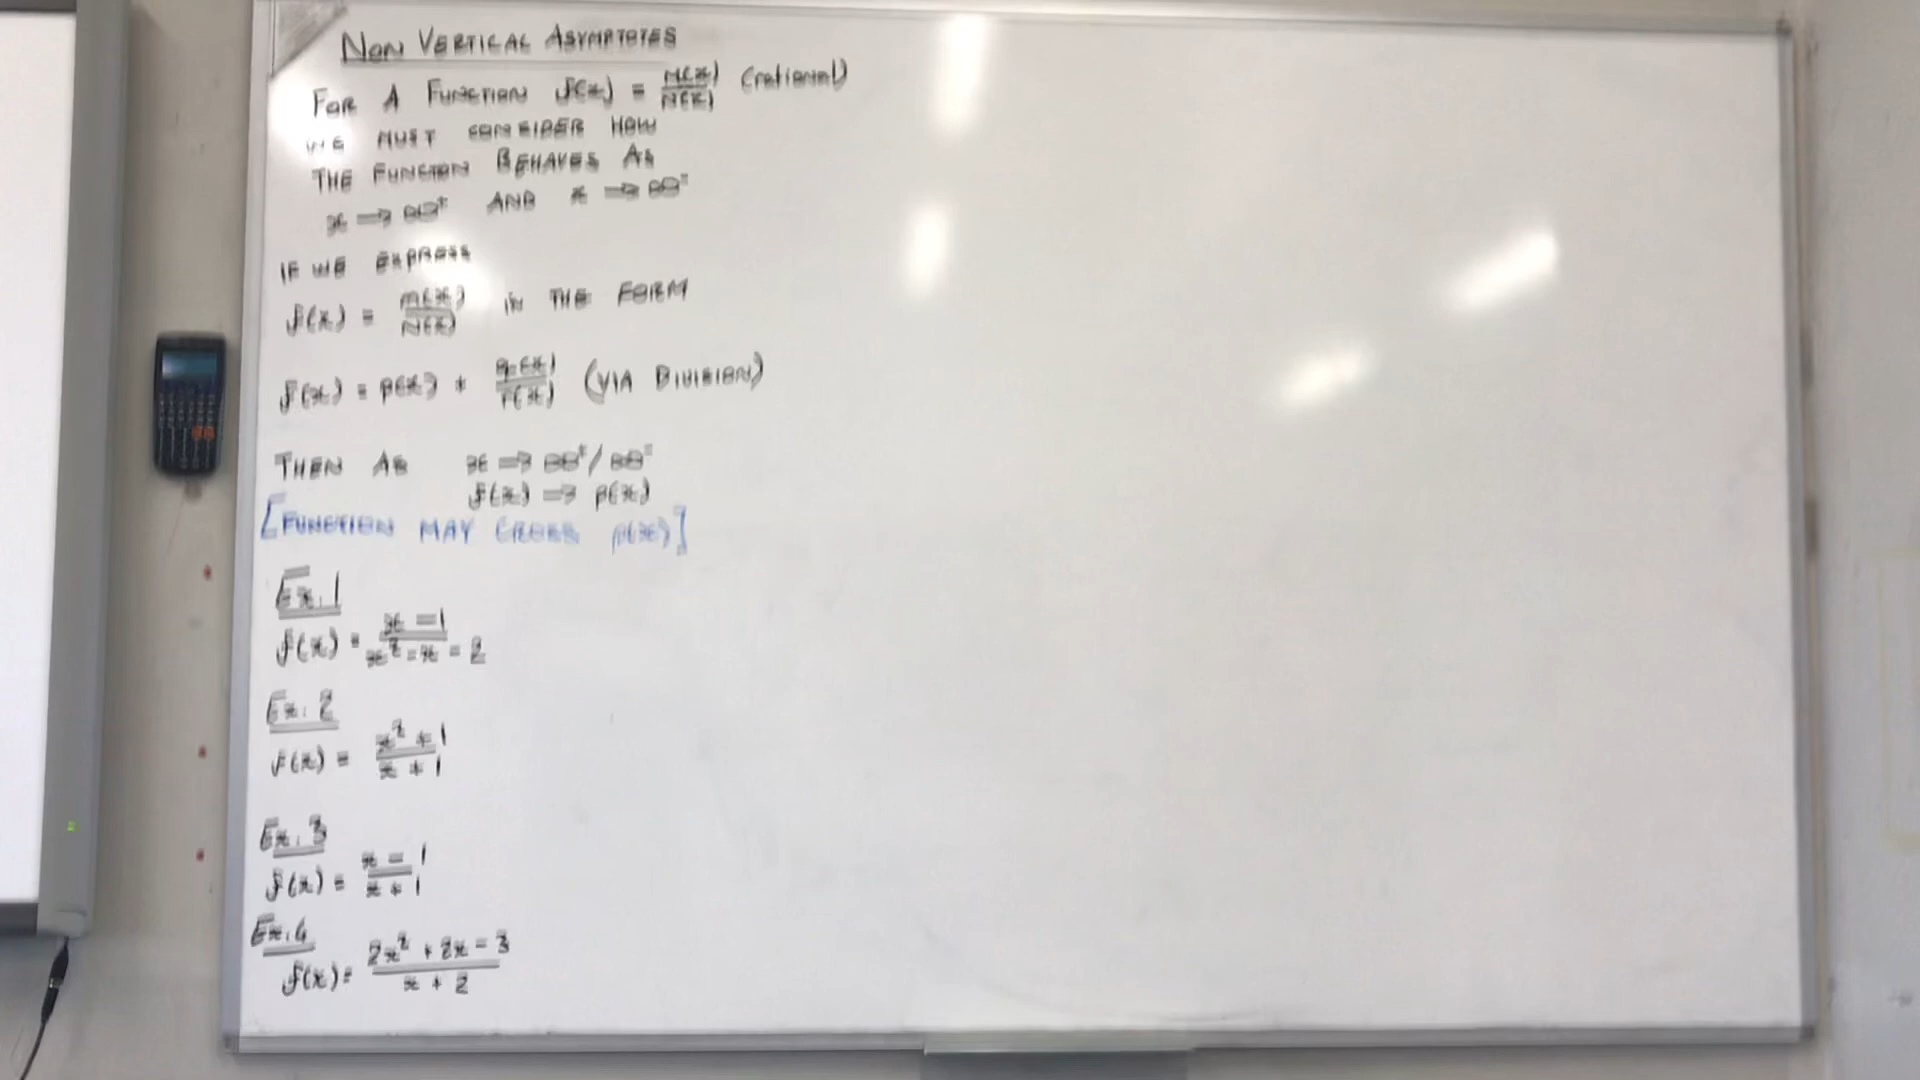 NON VERTICAL ASYMPTOTES
FOR A FUNCTION f(x) = M(x)/N(x) (rational)
WE MUST CONSIDER HOW
THE FUNCTION BEHAVES AS
x → ∞⁺ AND x → ∞⁻
IF WE EXPRESS
f(x) = M(x)/N(x) IN THE FORM
f(x) = p(x) + q(x)/r(x) (VIA DIVISION)
THEN AS x → ∞⁺/∞⁻
f(x) → p(x)
[FUNCTION MAY CROSS p(x)]
Ex. 1
f(x) = (x - 1)/(x² - x - 2)
Ex. 2
f(x) = (x² + 1)/(x + 1)
Ex. 3
f(x) = (x - 1)/(x + 1)
Ex. 4
f(x) = (2x² + 2x - 3)/(x + 2)